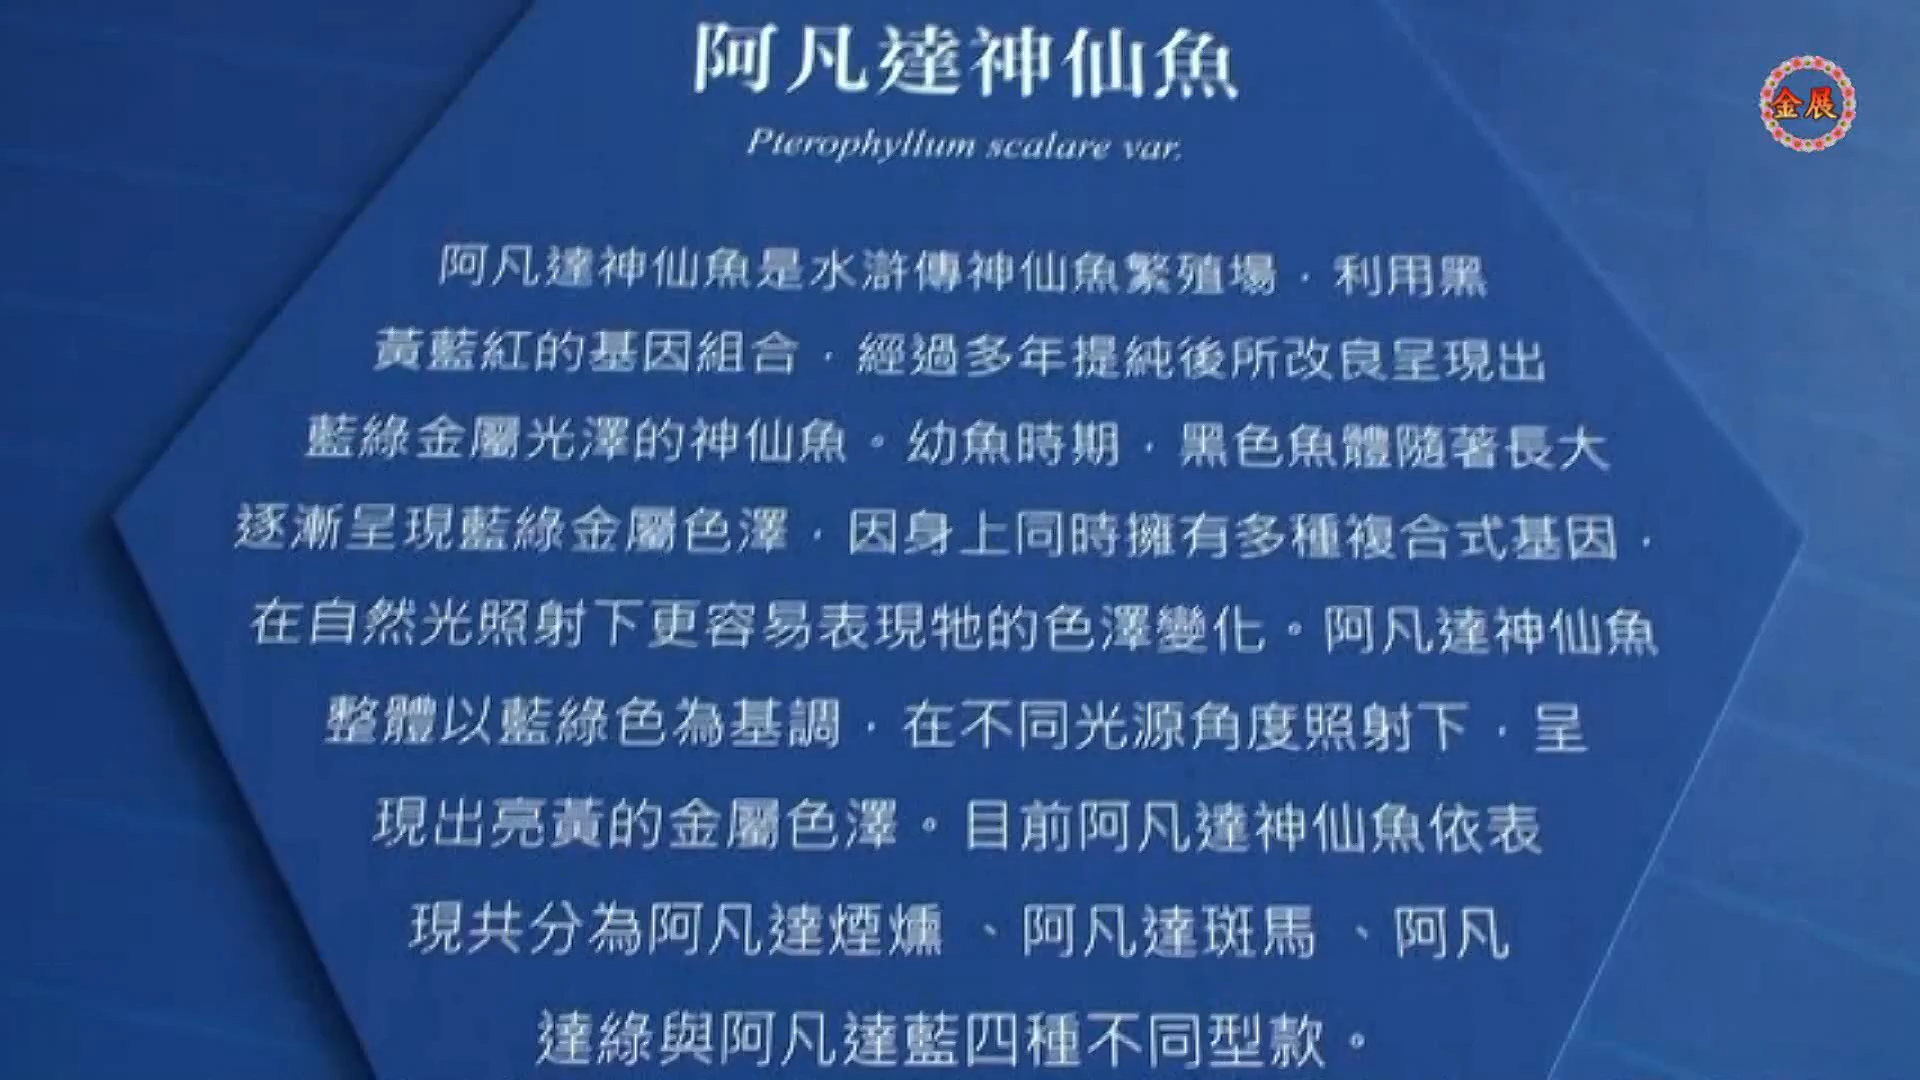 阿凡達神仙魚
Pterophyllum scalare var.
金展
阿凡達神仙魚是水滸傳神仙魚繁殖場，利用黑
黃藍紅的基因組合，經過多年提純後所改良呈現出
藍綠金屬光澤的神仙魚。幼魚時期，黑色魚體隨著長大
逐漸呈現藍綠金屬色澤，因身上同時擁有多種複合式基因，
在自然光照射下更容易表現牠的色澤變化。阿凡達神仙魚
整體以藍綠色為基調，在不同光源角度照射下，呈
現出亮黃的金屬色澤。目前阿凡達神仙魚依表
現共分為阿凡達煙燻、阿凡達斑馬、阿凡
達綠與阿凡達藍四種不同型款。